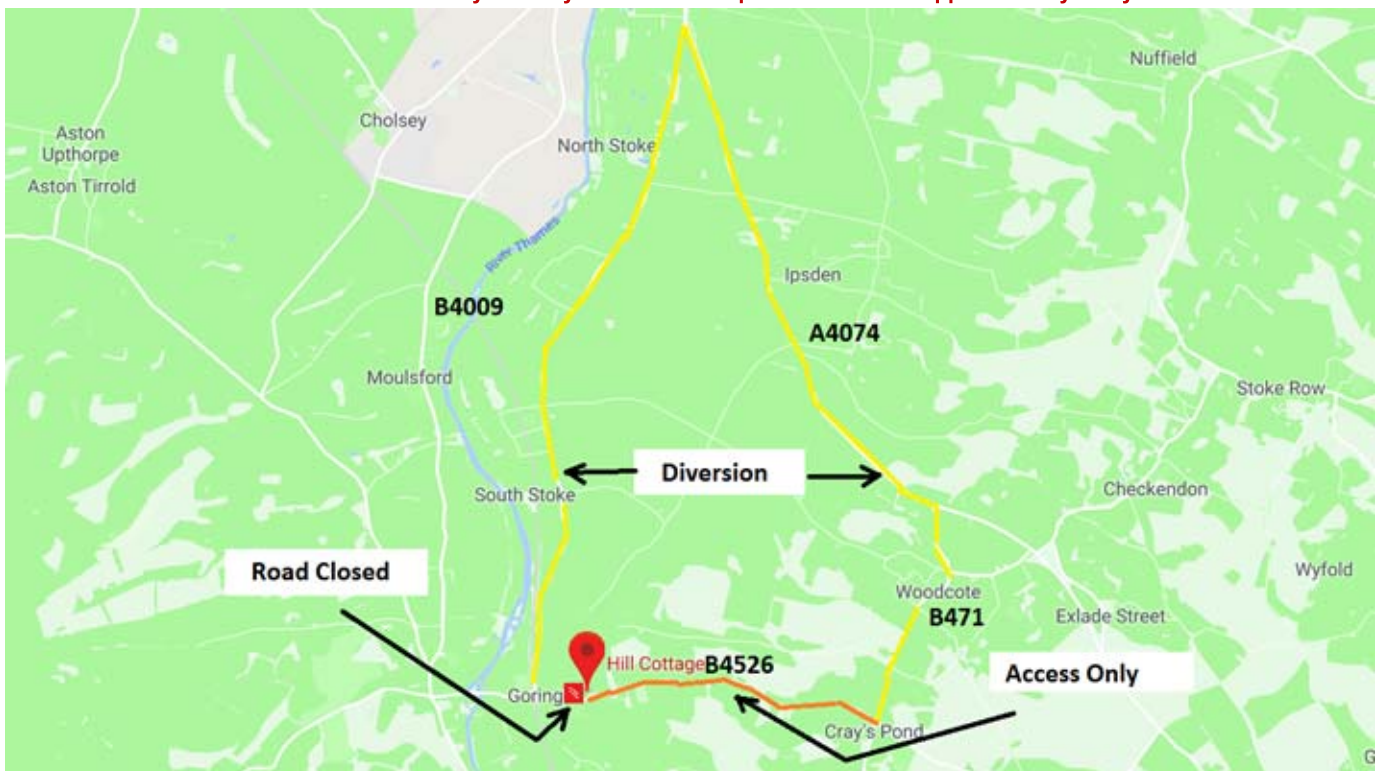 Nuffield
Cholsey
Aston
Upthorpe
North Stoke
Aston Tirrold
River Thames
Ipsden
B4009
A4074
Moulsford
Stoke Row
Diversion
South Stoke
Checkendon
Road Closed
Wyfold
Woodcote
B471
Exlade Street
Hill Cottage
B4526
Access Only
Goring
Cray's Pond
G